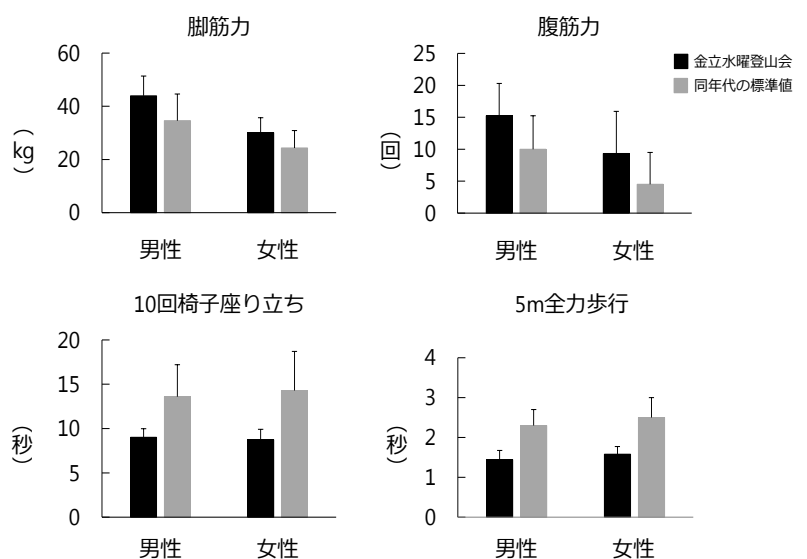 脚筋力
60
40
20
0
(kg)
男性 女性
腹筋力
25
20
15
10
5
0
(回)
男性 女性
金立水曜登山会
同年代の標準値
10回椅子座り立ち
20
15
10
5
0
(秒)
男性 女性
5m全力歩行
4
3
2
1
0
(秒)
男性 女性